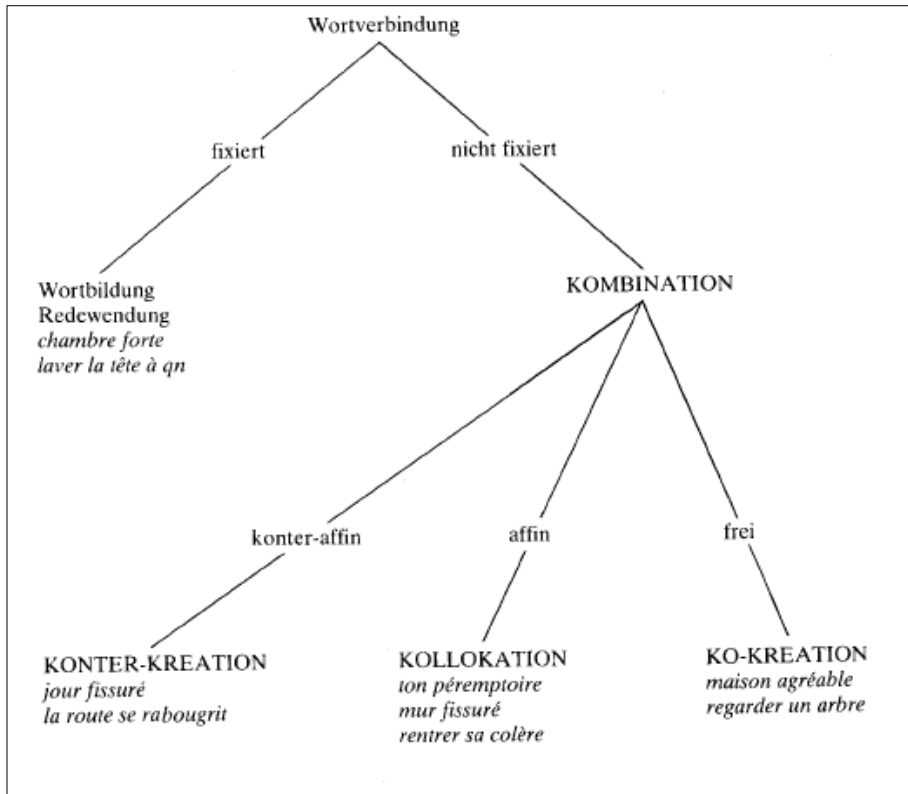 Wortverbindung
fixiert
nicht fixiert
Wortbildung
Redewendung
chambre forte
laver la tête à qn
KOMBINATION
konter-affin
affin
frei
KONTER-KREATION
jour fissuré
la route se rabougrit
KOLLOKATION
ton péremptoire
mur fissuré
rentrer sa colère
KO-KREATION
maison agréable
regarder un arbre